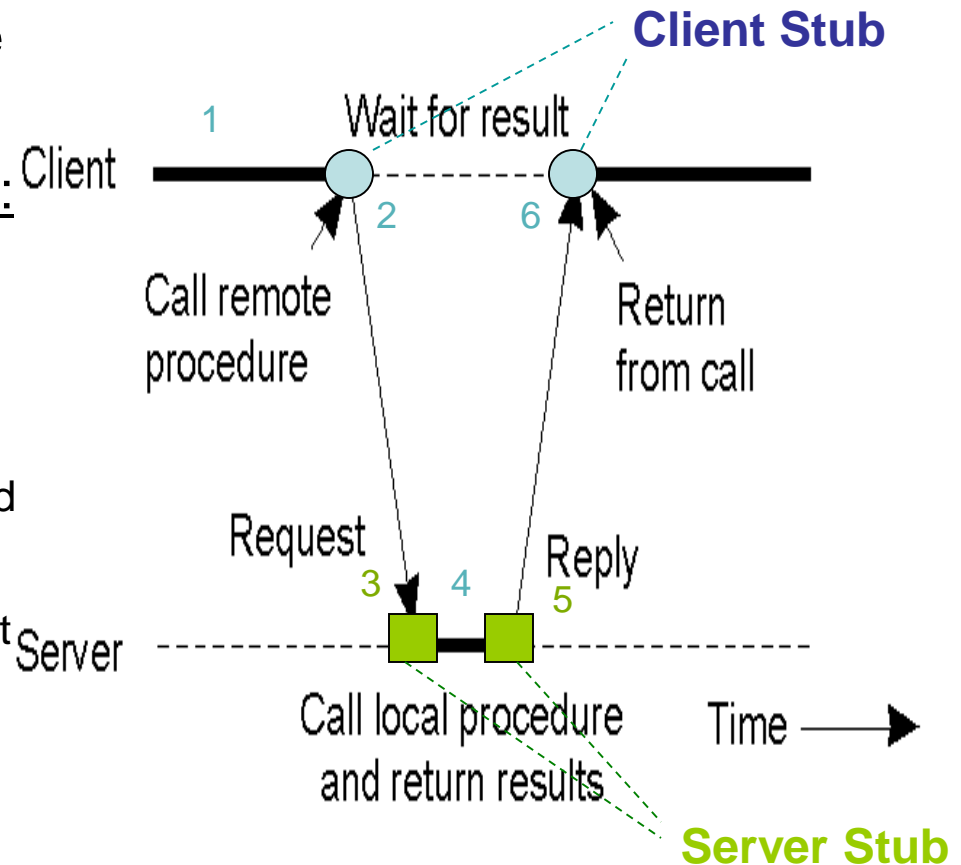 e
Client Stub
1
Wait for result
. Client
2
6
Call remote
procedure
Return
from call
d
Request
Reply
3
4
5
t Server
Call local procedure
and return results
Time
Server Stub